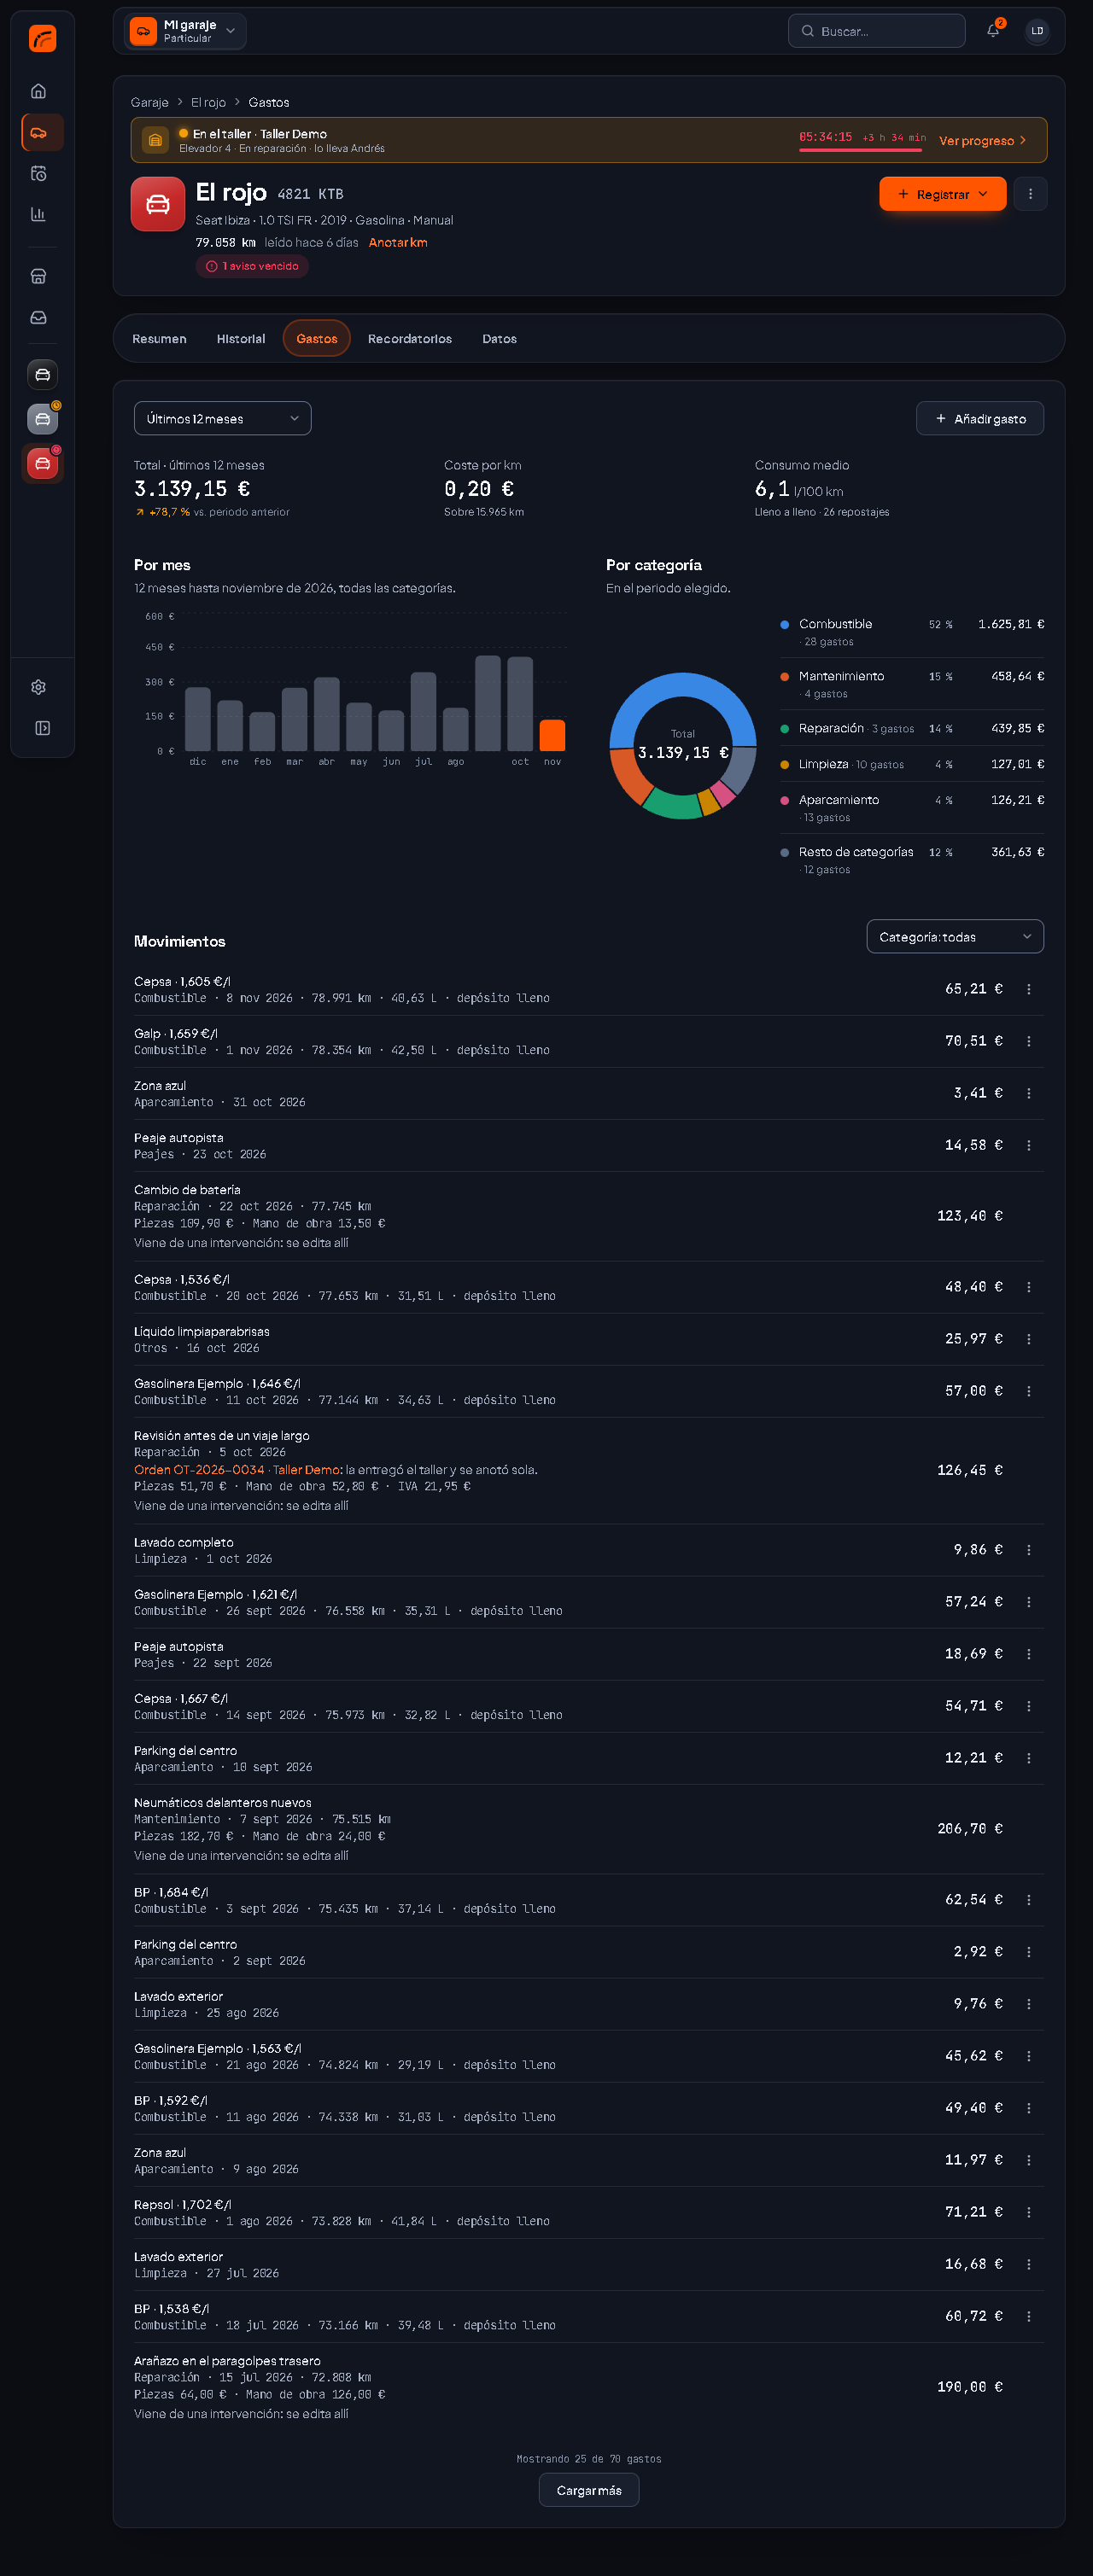 Mi garaje
Particular
Buscar...
2
LD
Garaje > El rojo > Gastos
En el taller · Taller Demo
Elevador 4 · En reparación · lo lleva Andrés
05:34:15 +3 h 34 min
Ver progreso
El rojo 4821 KTB
Seat Ibiza · 1.0 TSI FR · 2019 · Gasolina · Manual
79.058 km leído hace 6 días Anotar km
1 aviso vencido
Registrar
Resumen Historial Gastos Recordatorios Datos
Últimos 12 meses
Añadir gasto
Total · últimos 12 meses
3.139,15 €
+78,7 % vs. periodo anterior
Coste por km
0,20 €
Sobre 15.965 km
Consumo medio
6,1 l/100 km
Lleno a lleno · 26 repostajes
Por mes
12 meses hasta noviembre de 2026, todas las categorías.
600 €
450 €
300 €
150 €
0 €
dic ene feb mar abr may jun jul ago oct nov
Por categoría
En el periodo elegido.
Total
3.139,15 €
Combustible 52 % 1.625,81 €
· 28 gastos
Mantenimiento 15 % 458,64 €
· 4 gastos
Reparación · 3 gastos 14 % 439,85 €
Limpieza · 10 gastos 4 % 127,01 €
Aparcamiento 4 % 126,21 €
· 13 gastos
Resto de categorías 12 % 361,63 €
· 12 gastos
Movimientos
Categoría: todas
Cepsa · 1,605 €/l
Combustible · 8 nov 2026 · 78.991 km · 40,63 L · depósito lleno
65,21 €
Galp · 1,659 €/l
Combustible · 1 nov 2026 · 78.354 km · 42,50 L · depósito lleno
70,51 €
Zona azul
Aparcamiento · 31 oct 2026
3,41 €
Peaje autopista
Peajes · 23 oct 2026
14,58 €
Cambio de batería
Reparación · 22 oct 2026 · 77.745 km
Piezas 109,90 € · Mano de obra 13,50 €
Viene de una intervención: se edita allí
123,40 €
Cepsa · 1,536 €/l
Combustible · 20 oct 2026 · 77.653 km · 31,51 L · depósito lleno
48,40 €
Líquido limpiaparabrisas
Otros · 16 oct 2026
25,97 €
Gasolinera Ejemplo · 1,646 €/l
Combustible · 11 oct 2026 · 77.144 km · 34,63 L · depósito lleno
57,00 €
Revisión antes de un viaje largo
Reparación · 5 oct 2026
Orden OT-2026-0034 · Taller Demo: la entregó el taller y se anotó sola.
Piezas 51,70 € · Mano de obra 52,80 € · IVA 21,95 €
Viene de una intervención: se edita allí
126,45 €
Lavado completo
Limpieza · 1 oct 2026
9,86 €
Gasolinera Ejemplo · 1,621 €/l
Combustible · 26 sept 2026 · 76.558 km · 35,31 L · depósito lleno
57,24 €
Peaje autopista
Peajes · 22 sept 2026
18,69 €
Cepsa · 1,667 €/l
Combustible · 14 sept 2026 · 75.973 km · 32,82 L · depósito lleno
54,71 €
Parking del centro
Aparcamiento · 10 sept 2026
12,21 €
Neumáticos delanteros nuevos
Mantenimiento · 7 sept 2026 · 75.515 km
Piezas 182,70 € · Mano de obra 24,00 €
Viene de una intervención: se edita allí
206,70 €
BP · 1,684 €/l
Combustible · 3 sept 2026 · 75.435 km · 37,14 L · depósito lleno
62,54 €
Parking del centro
Aparcamiento · 2 sept 2026
2,92 €
Lavado exterior
Limpieza · 25 ago 2026
9,76 €
Gasolinera Ejemplo · 1,563 €/l
Combustible · 21 ago 2026 · 74.824 km · 29,19 L · depósito lleno
45,62 €
BP · 1,592 €/l
Combustible · 11 ago 2026 · 74.338 km · 31,03 L · depósito lleno
49,40 €
Zona azul
Aparcamiento · 9 ago 2026
11,97 €
Repsol · 1,702 €/l
Combustible · 1 ago 2026 · 73.828 km · 41,84 L · depósito lleno
71,21 €
Lavado exterior
Limpieza · 27 jul 2026
16,68 €
BP · 1,538 €/l
Combustible · 18 jul 2026 · 73.166 km · 39,48 L · depósito lleno
60,72 €
Arañazo en el paragolpes trasero
Reparación · 15 jul 2026 · 72.808 km
Piezas 64,00 € · Mano de obra 126,00 €
Viene de una intervención: se edita allí
190,00 €
Mostrando 25 de 70 gastos
Cargar más